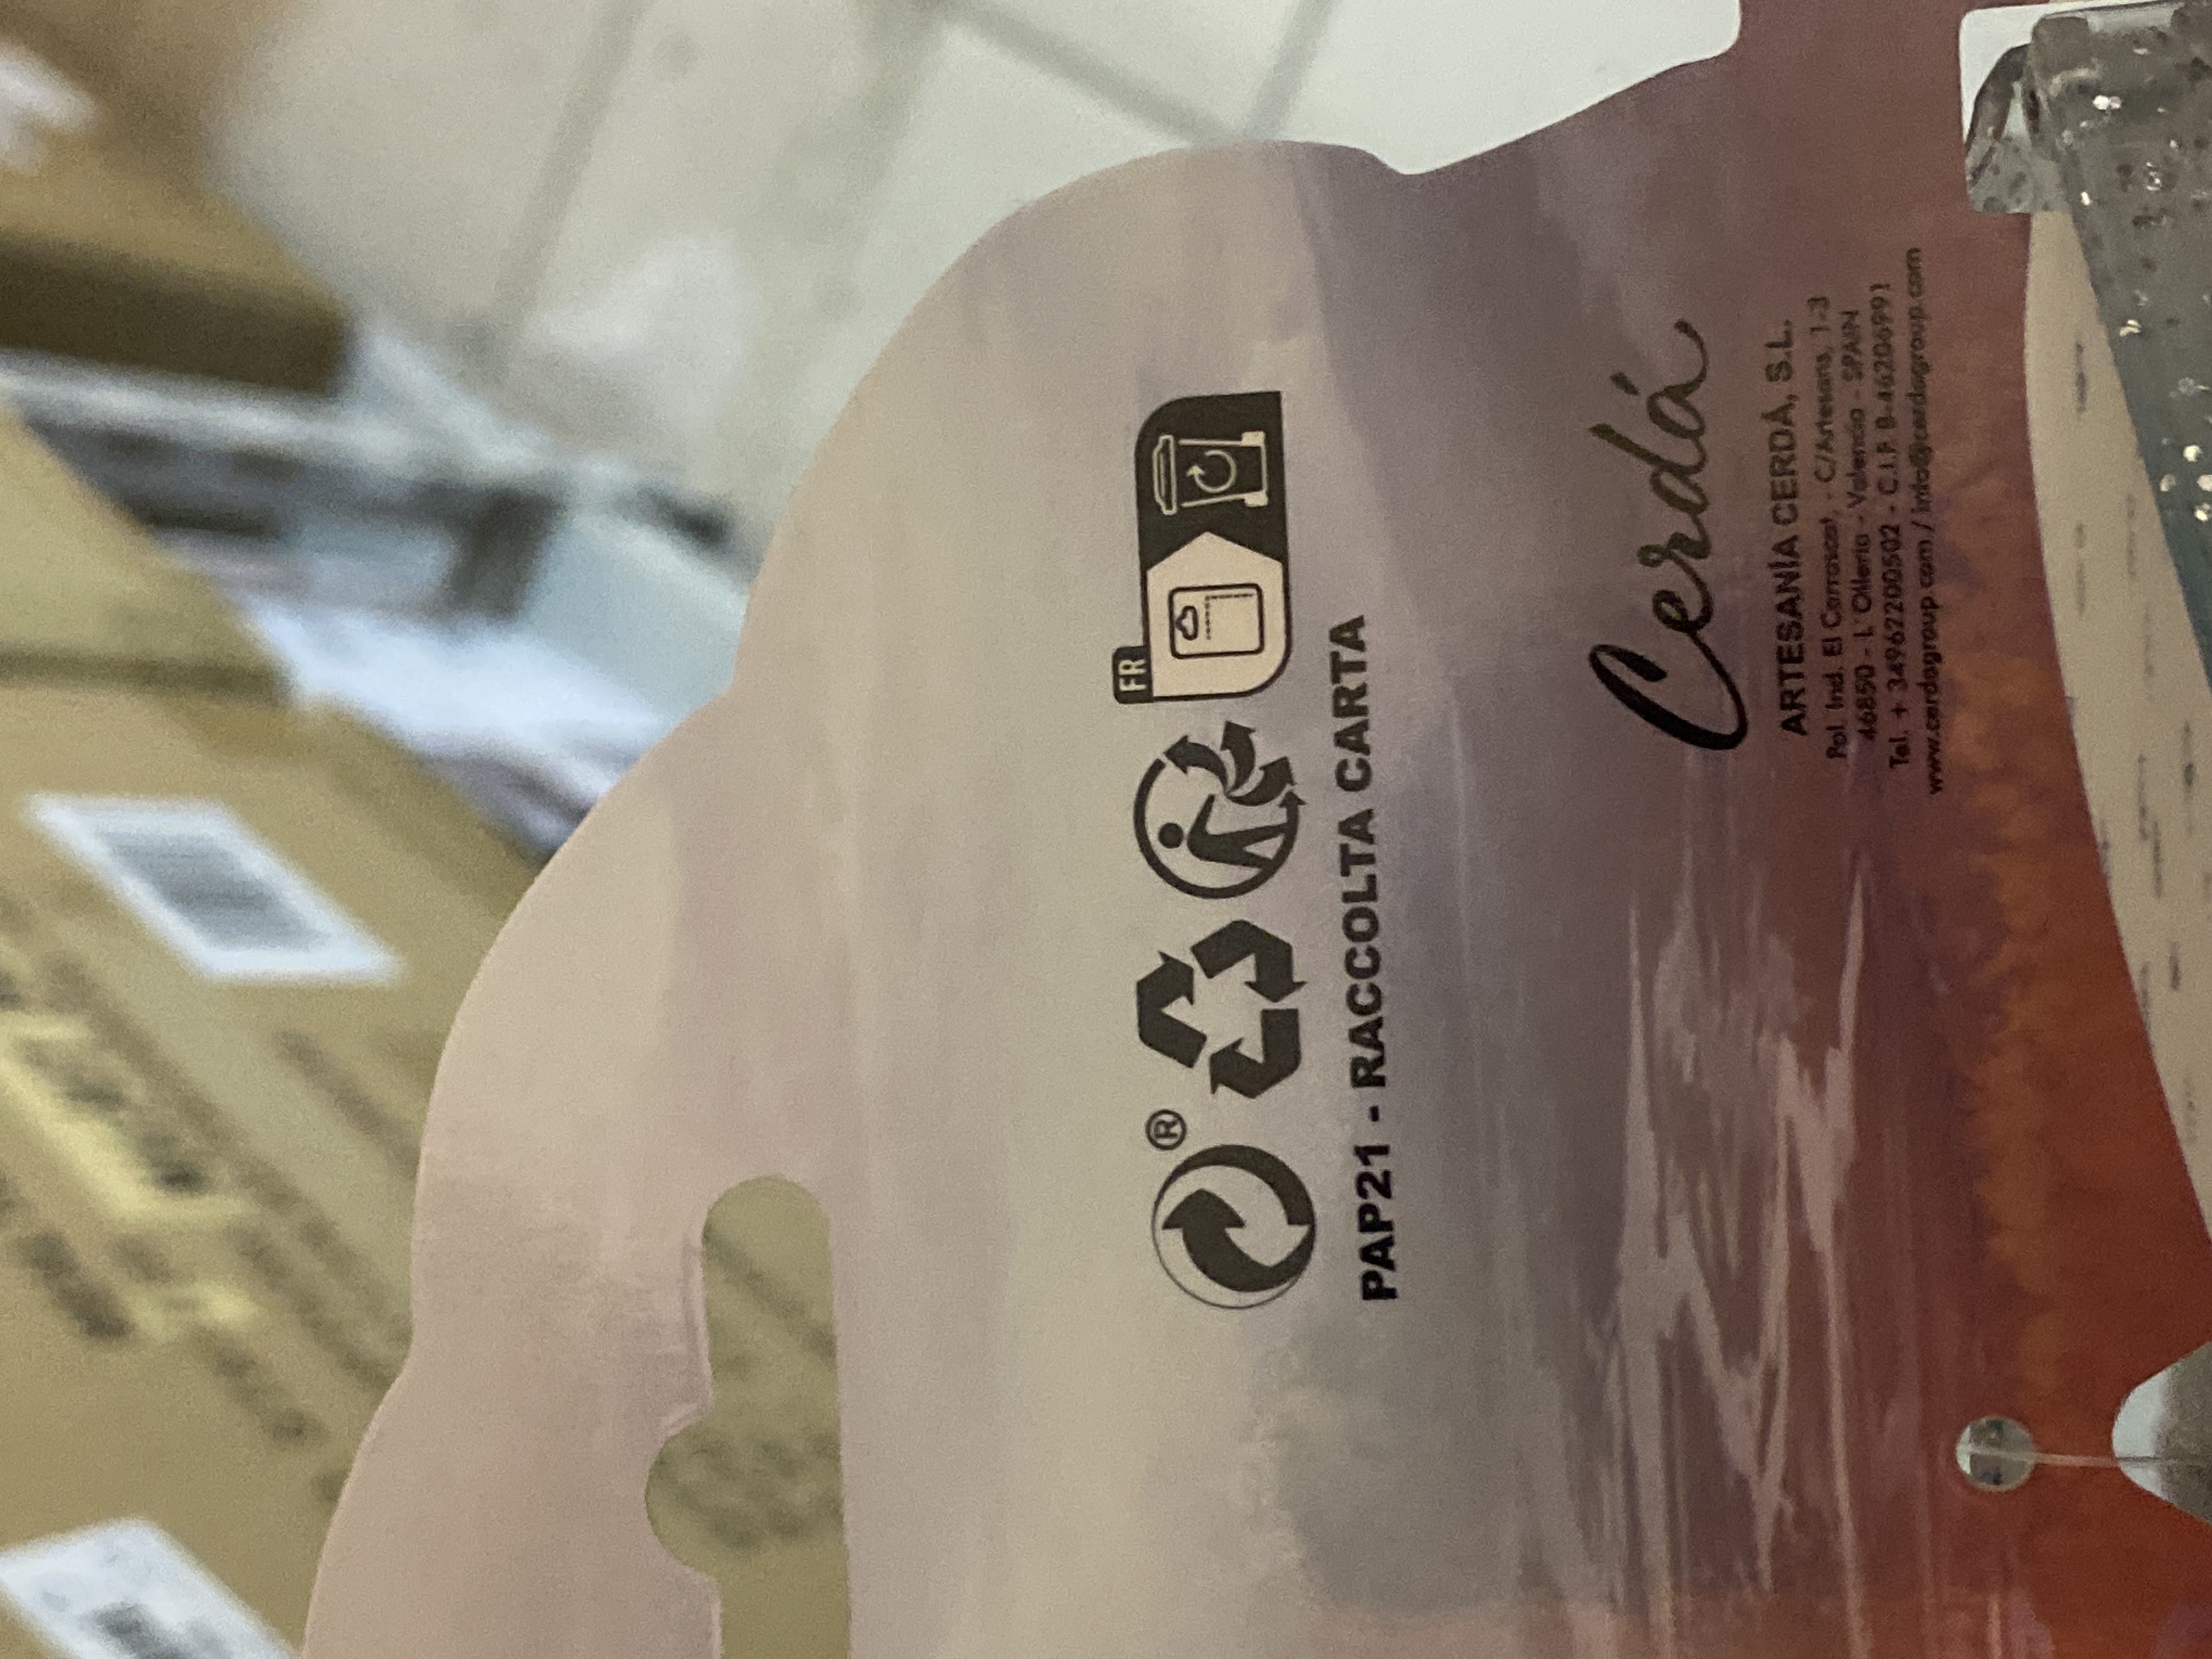 ®
FR
PAP21 - RACCOLTA CARTA
Cerdá
ARTESANÍA CERDÁ, S.L.
Pol. Ind. El Carrascot, - C/Artesans, 1-3
46850 - L'Olleria - Valencia - SPAIN
Tel. + 34962200502 - C.I.F. B-46206991
www.cerdagroup.com / info@cerdagroup.com